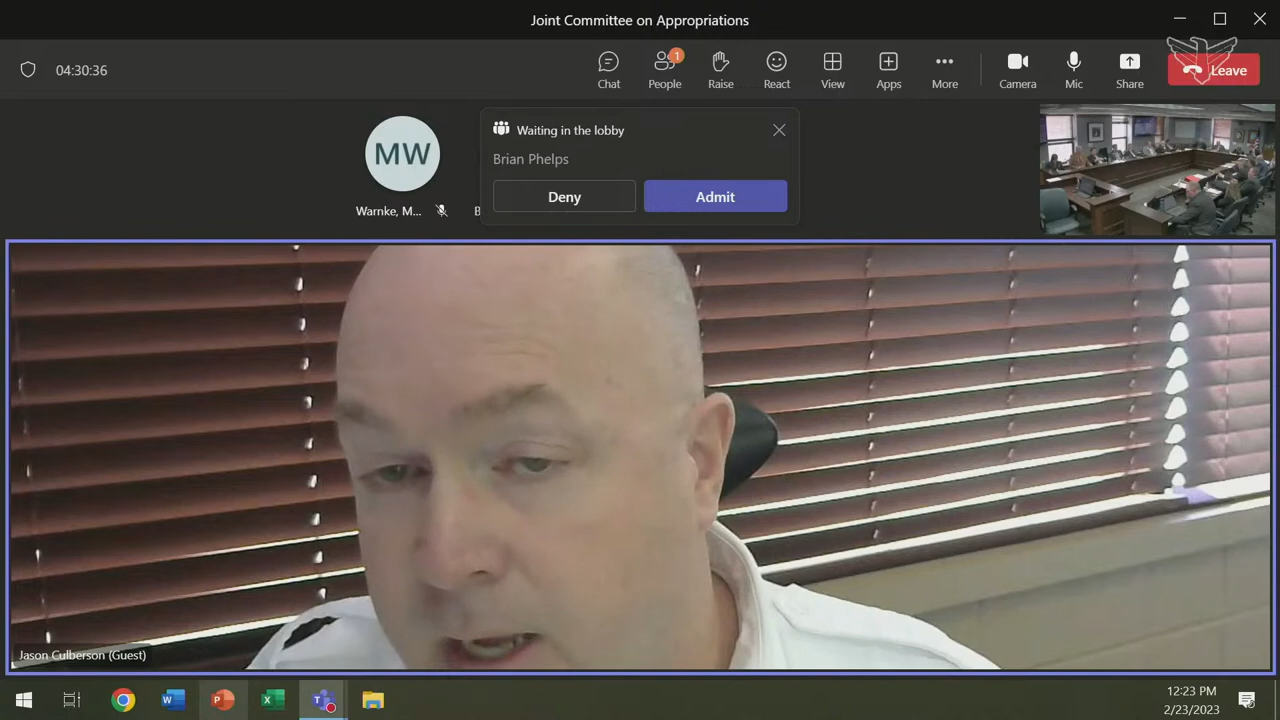 Joint Committee on Appropriations
04:30:36
1
Chat People Raise React View Apps More Camera Mic Share Leave
Waiting in the lobby
Brian Phelps
Deny Admit
MW
Warnke, M...
B
Jason Culberson (Guest)
12:23 PM
2/23/2023